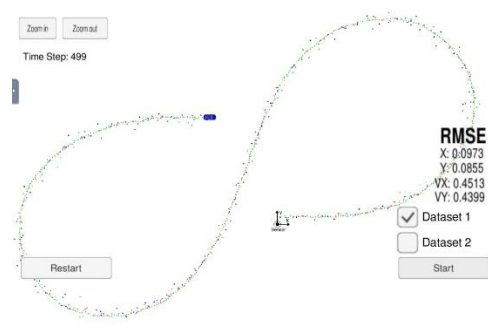 Zoom in
Zoom out
Time Step: 499
RMSE
X: 0.0973
Y: 0.0855
VX: 0.4513
VY: 0.4399
Dataset 1
Sensor
Dataset 2
Restart
Start